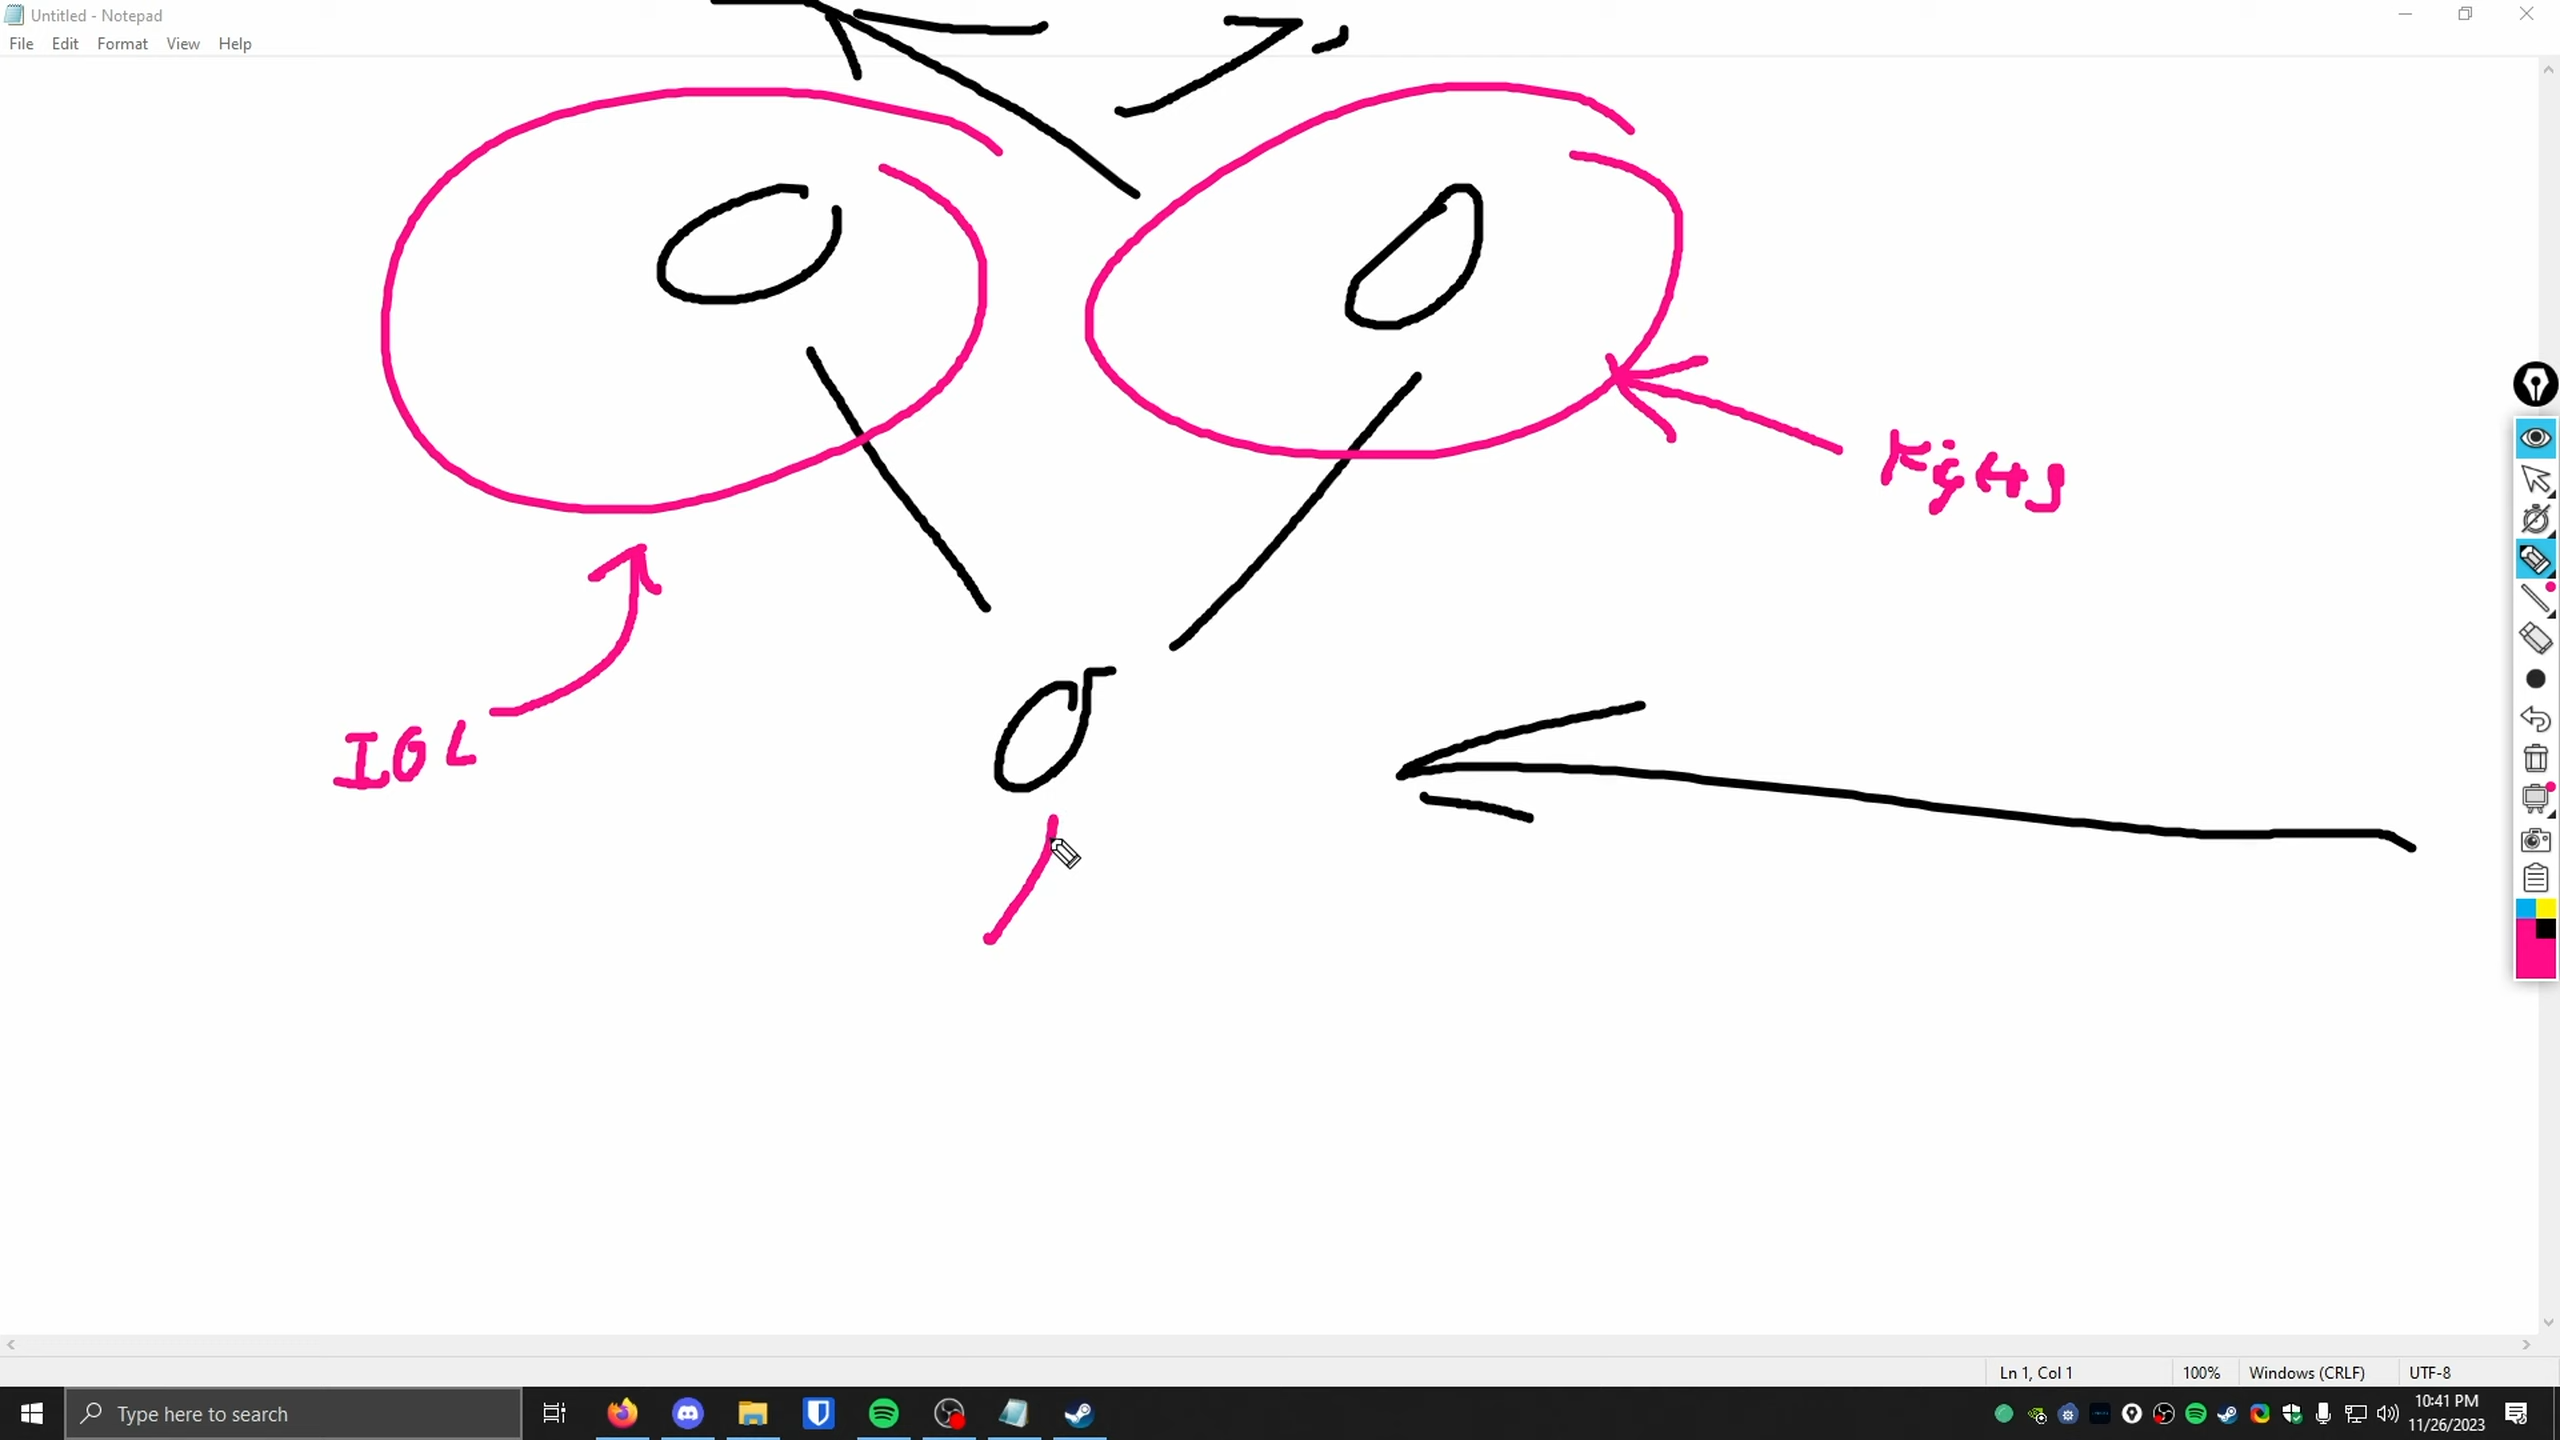 Untitled - Notepad
File Edit Format View Help
IGL
Ln 1, Col 1
100%
Windows (CRLF)
UTF-8
Type here to search
10:41 PM
11/26/2023